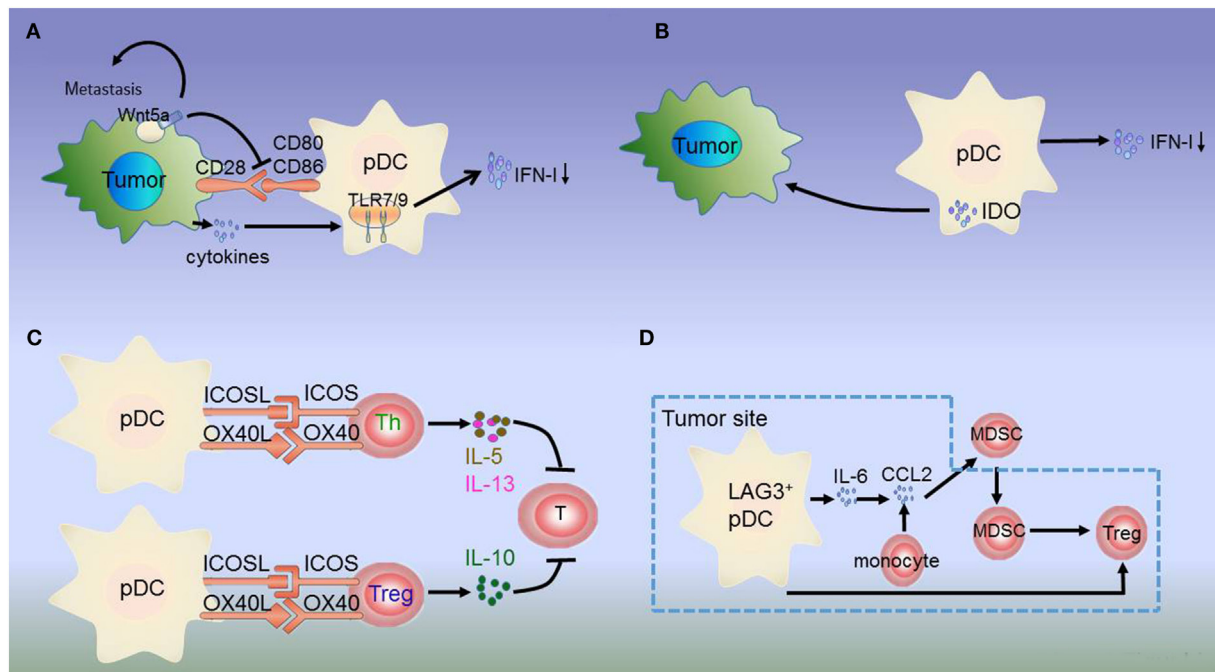 A
Metastasis
Wnt5a
Tumor
CD28
CD80
CD86
pDC
TLR7/9
IFN-I↓
cytokines
B
Tumor
pDC
IDO
IFN-I↓
C
pDC
ICOSL
ICOS
OX40L
OX40
Th
IL-5
IL-13
T
pDC
ICOSL
ICOS
OX40L
OX40
Treg
IL-10
D
Tumor site
LAG3⁺
pDC
IL-6
CCL2
monocyte
MDSC
MDSC
Treg